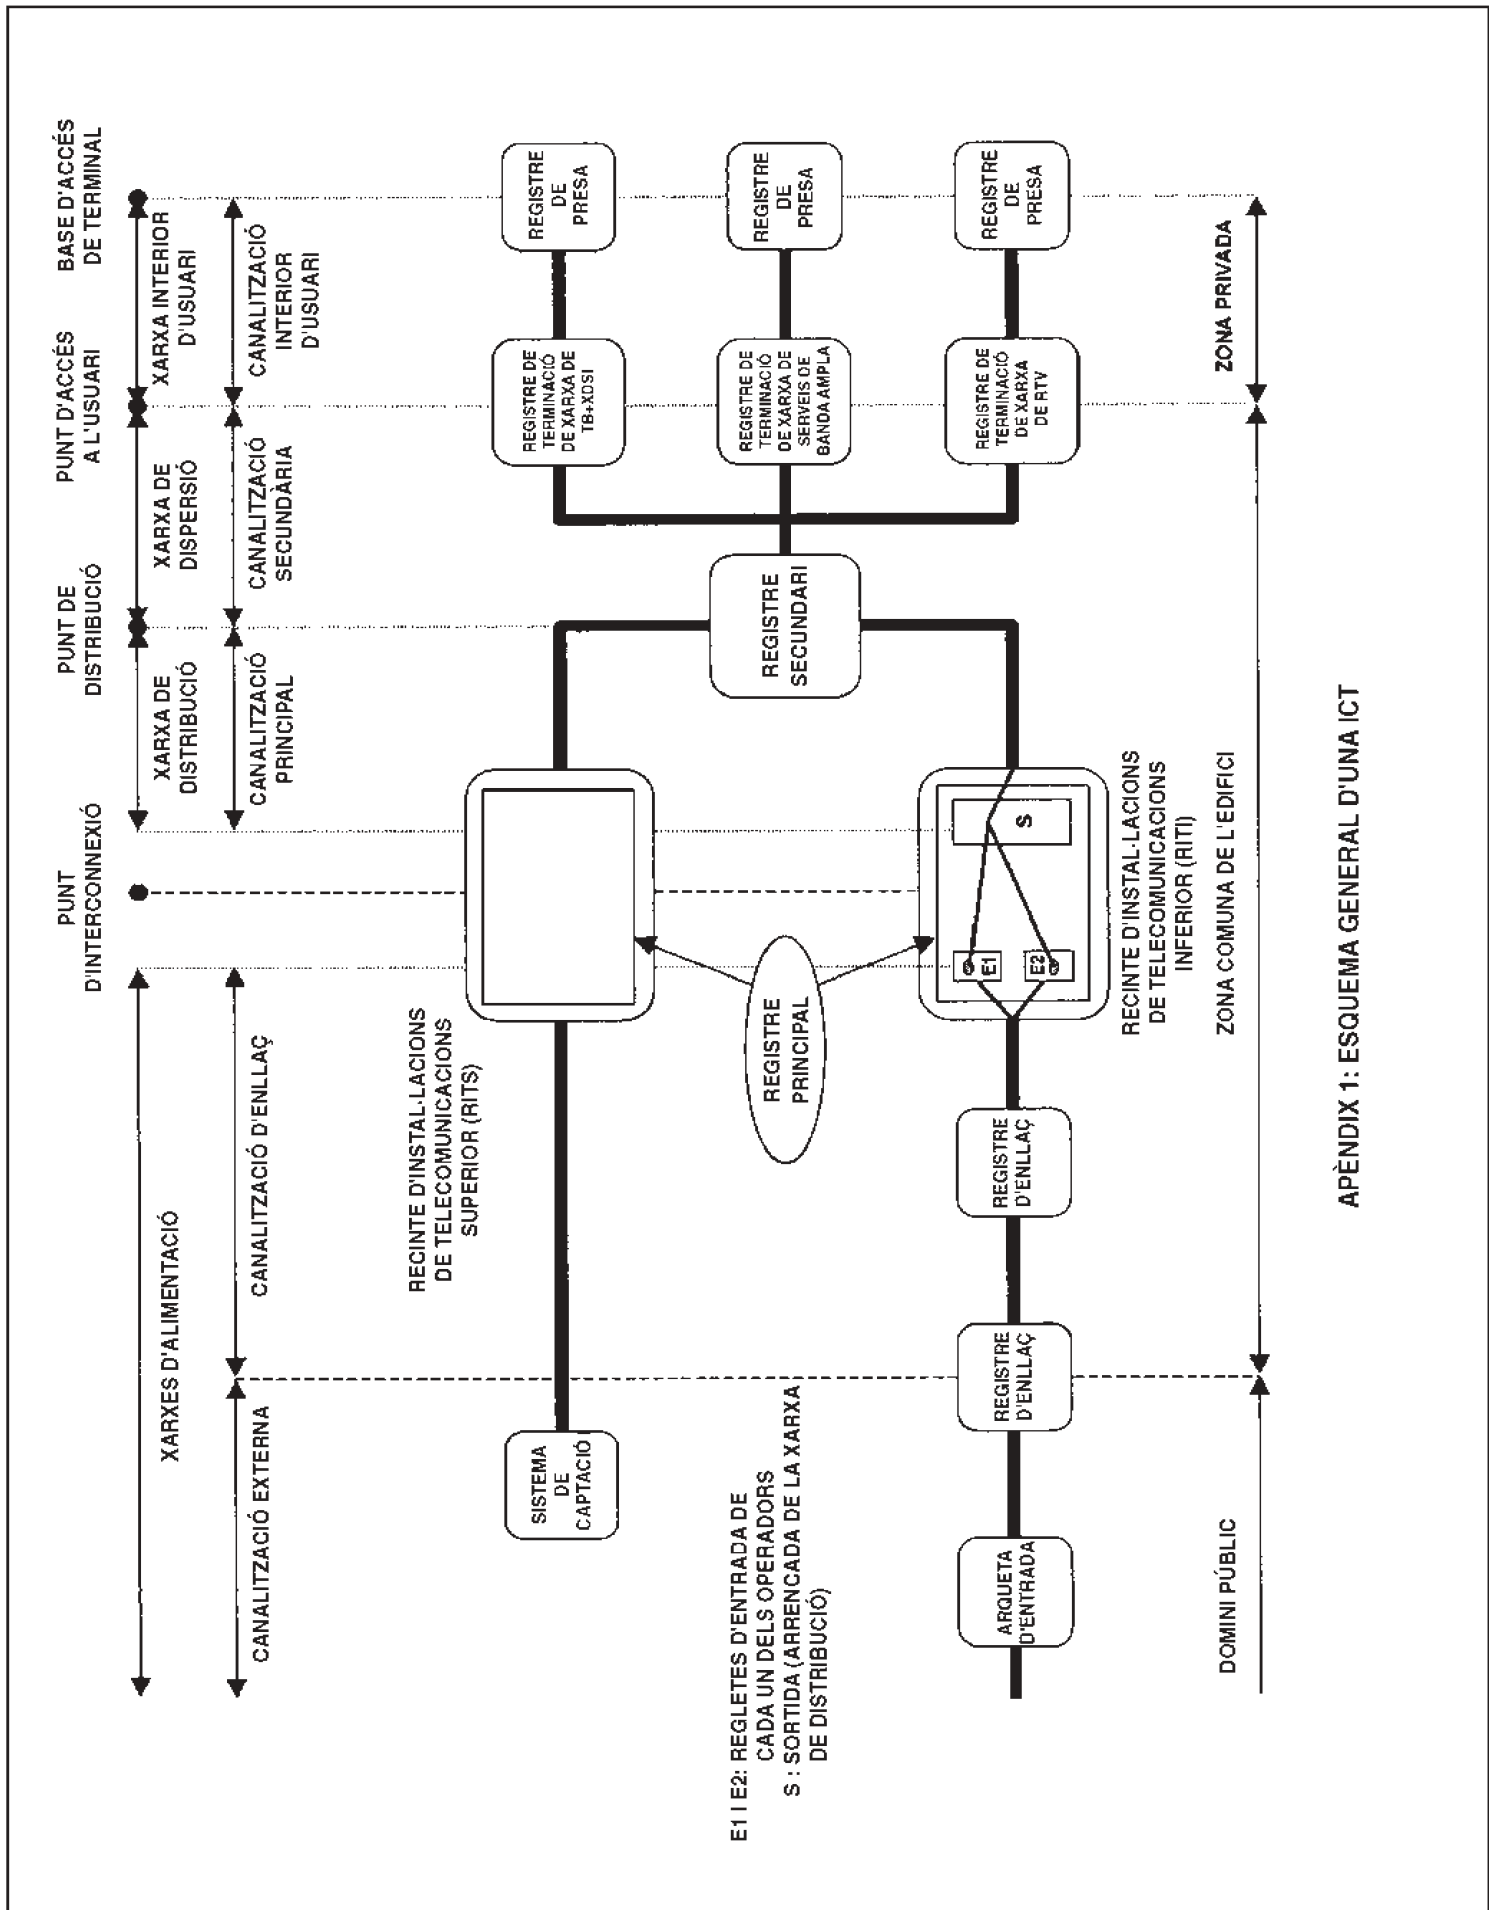 PUNT
D'INTERCONNEXIÓ
PUNT DE
DISTRIBUCIÓ
PUNT D'ACCÉS
A L'USUARI
BASE D'ACCÉS
DE TERMINAL
XARXES D'ALIMENTACIÓ
XARXA DE
DISTRIBUCIÓ
XARXA DE
DISPERSIÓ
XARXA INTERIOR
D'USUARI
CANALITZACIÓ EXTERNA
CANALITZACIÓ D'ENLLAÇ
CANALITZACIÓ
PRINCIPAL
CANALITZACIÓ
SECUNDÀRIA
CANALITZACIÓ
INTERIOR
D'USUARI
RECINTE D'INSTAL·LACIONS
DE TELECOMUNICACIONS
SUPERIOR (RITS)
SISTEMA
DE
CAPTACIÓ
REGISTRE DE
TERMINACIÓ
DE XARXA DE
TB+XDSI
REGISTRE
DE
PRESA
E1 I E2: REGLETES D'ENTRADA DE
CADA UN DELS OPERADORS
S : SORTIDA (ARRENCADA DE LA XARXA
DE DISTRIBUCIÓ)
REGISTRE
PRINCIPAL
REGISTRE
SECUNDARI
REGISTRE DE
TERMINACIÓ
DE XARXA DE
SERVEIS DE
BANDA AMPLA
REGISTRE
DE
PRESA
ARQUETA
D'ENTRADA
REGISTRE
D'ENLLAÇ
REGISTRE
D'ENLLAÇ
E1
E2
S
REGISTRE DE
TERMINACIÓ
DE XARXA
DE RTV
REGISTRE
DE
PRESA
RECINTE D'INSTAL·LACIONS
DE TELECOMUNICACIONS
INFERIOR (RITI)
DOMINI PÚBLIC
ZONA COMUNA DE L'EDIFICI
ZONA PRIVADA
APÈNDIX 1: ESQUEMA GENERAL D'UNA ICT